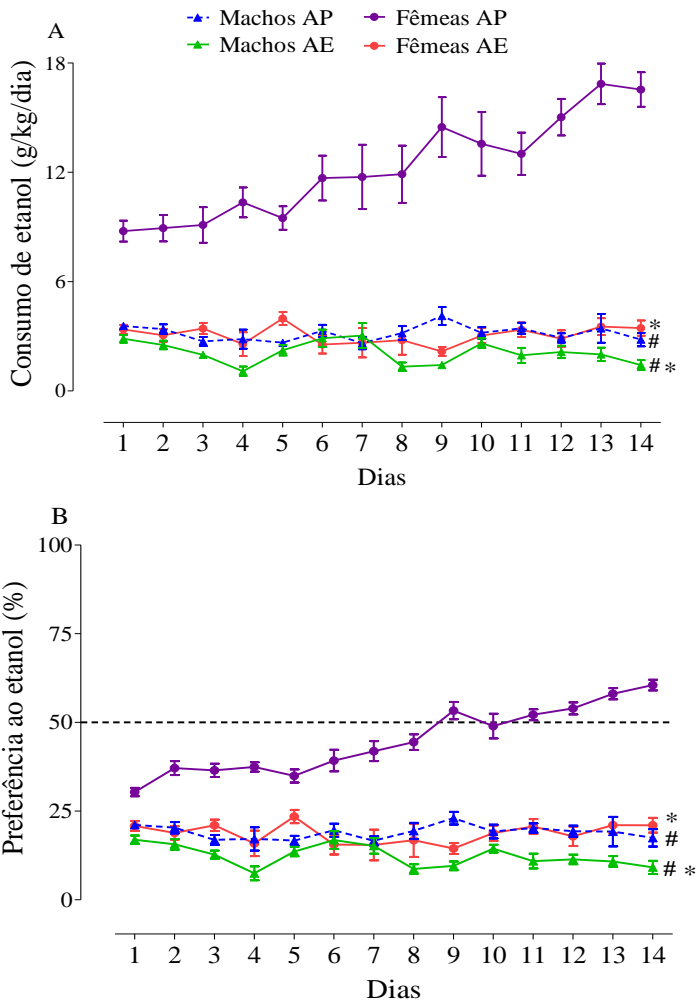 A
Machos AP
Fêmeas AP
Machos AE
Fêmeas AE
Consumo de etanol (g/kg/dia)
18
12
6
0
*
#
# *
1 2 3 4 5 6 7 8 9 10 11 12 13 14
Dias
B
Preferência ao etanol (%)
100
75
50
25
0
*
#
# *
1 2 3 4 5 6 7 8 9 10 11 12 13 14
Dias